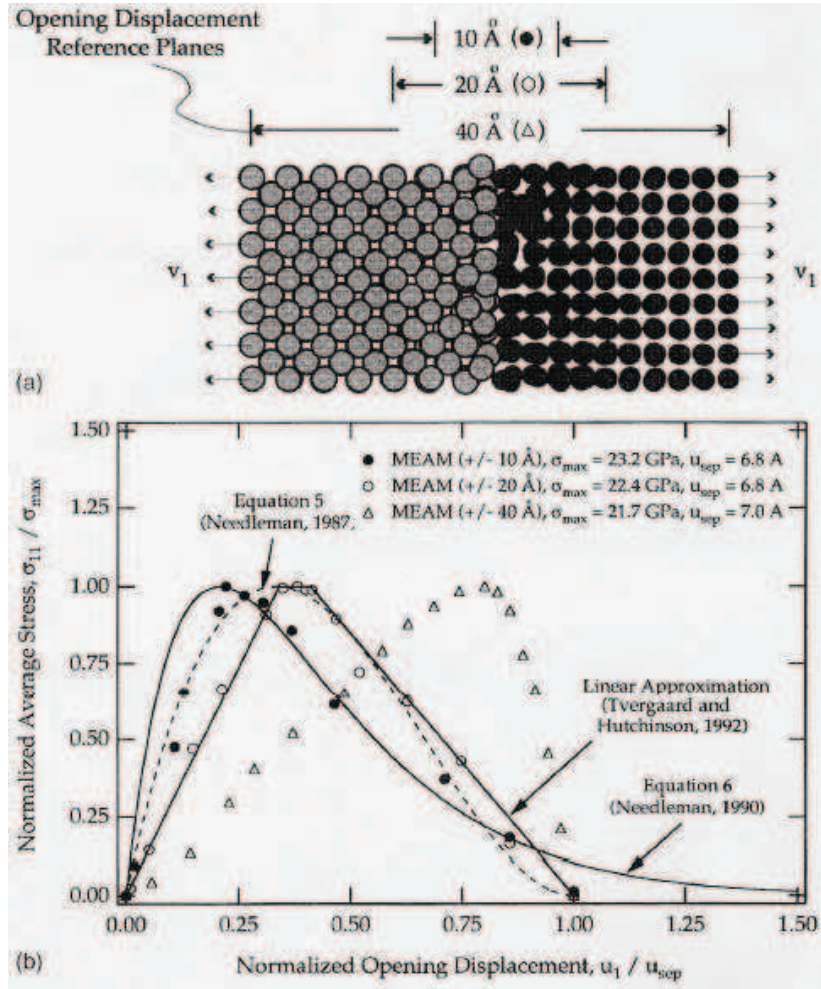 Opening Displacement
Reference Planes
10 Å (●)
20 Å (○)
40 Å (△)
v₁
v₁
(a)
1.50
1.25
1.00
0.75
0.50
0.25
0.00
Normalized Average Stress, σ₁₁ / σmax
● MEAM (+/- 10 Å), σmax = 23.2 GPa, usep = 6.8 A
○ MEAM (+/- 20 Å), σmax = 22.4 GPa, usep = 6.8 A
△ MEAM (+/- 40 Å), σmax = 21.7 GPa, usep = 7.0 A
Equation 5
(Needleman, 1987,
Linear Approximation
(Tvergaard and
Hutchinson, 1992)
Equation 6
(Needleman, 1990)
0.00
0.25
0.50
0.75
1.00
1.25
1.50
(b)
Normalized Opening Displacement, u₁ / usep